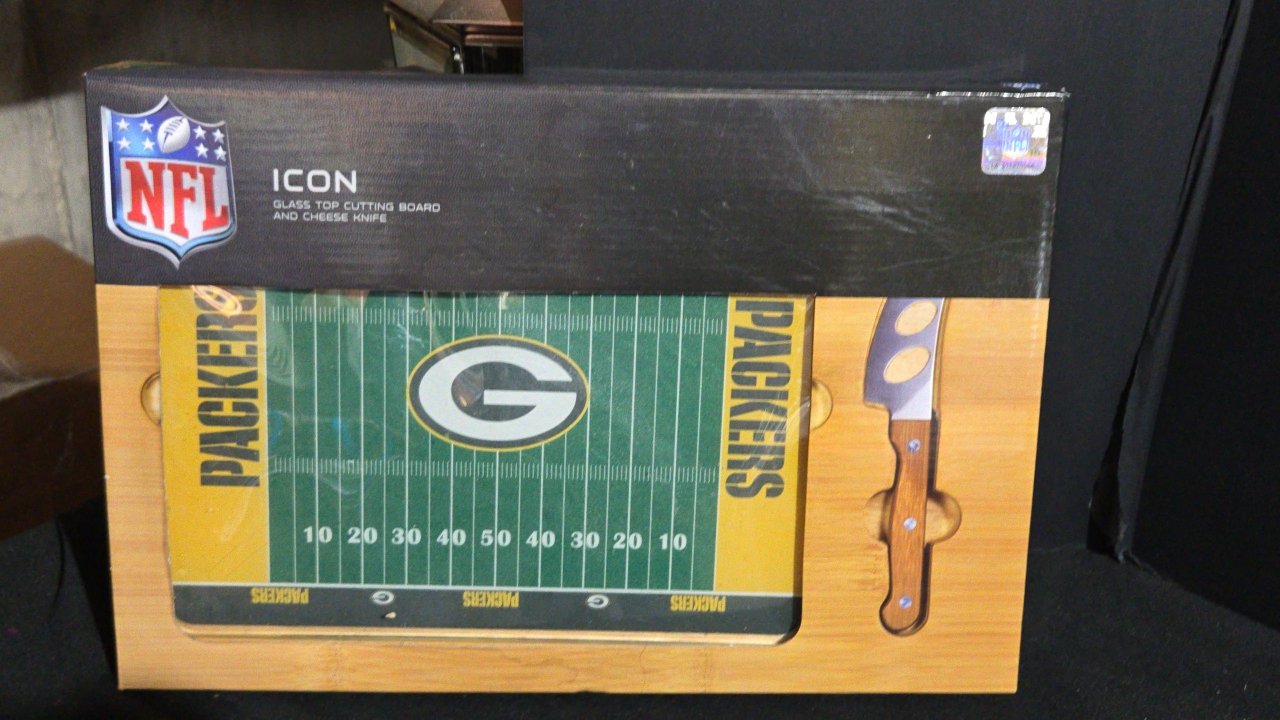 NFL
ICON
GLASS TOP CUTTING BOARD
AND CHEESE KNIFE
PACKERS
G
PACKERS
10 20 30 40 50 40 30 20 10
PACKERS G PACKERS G PACKERS